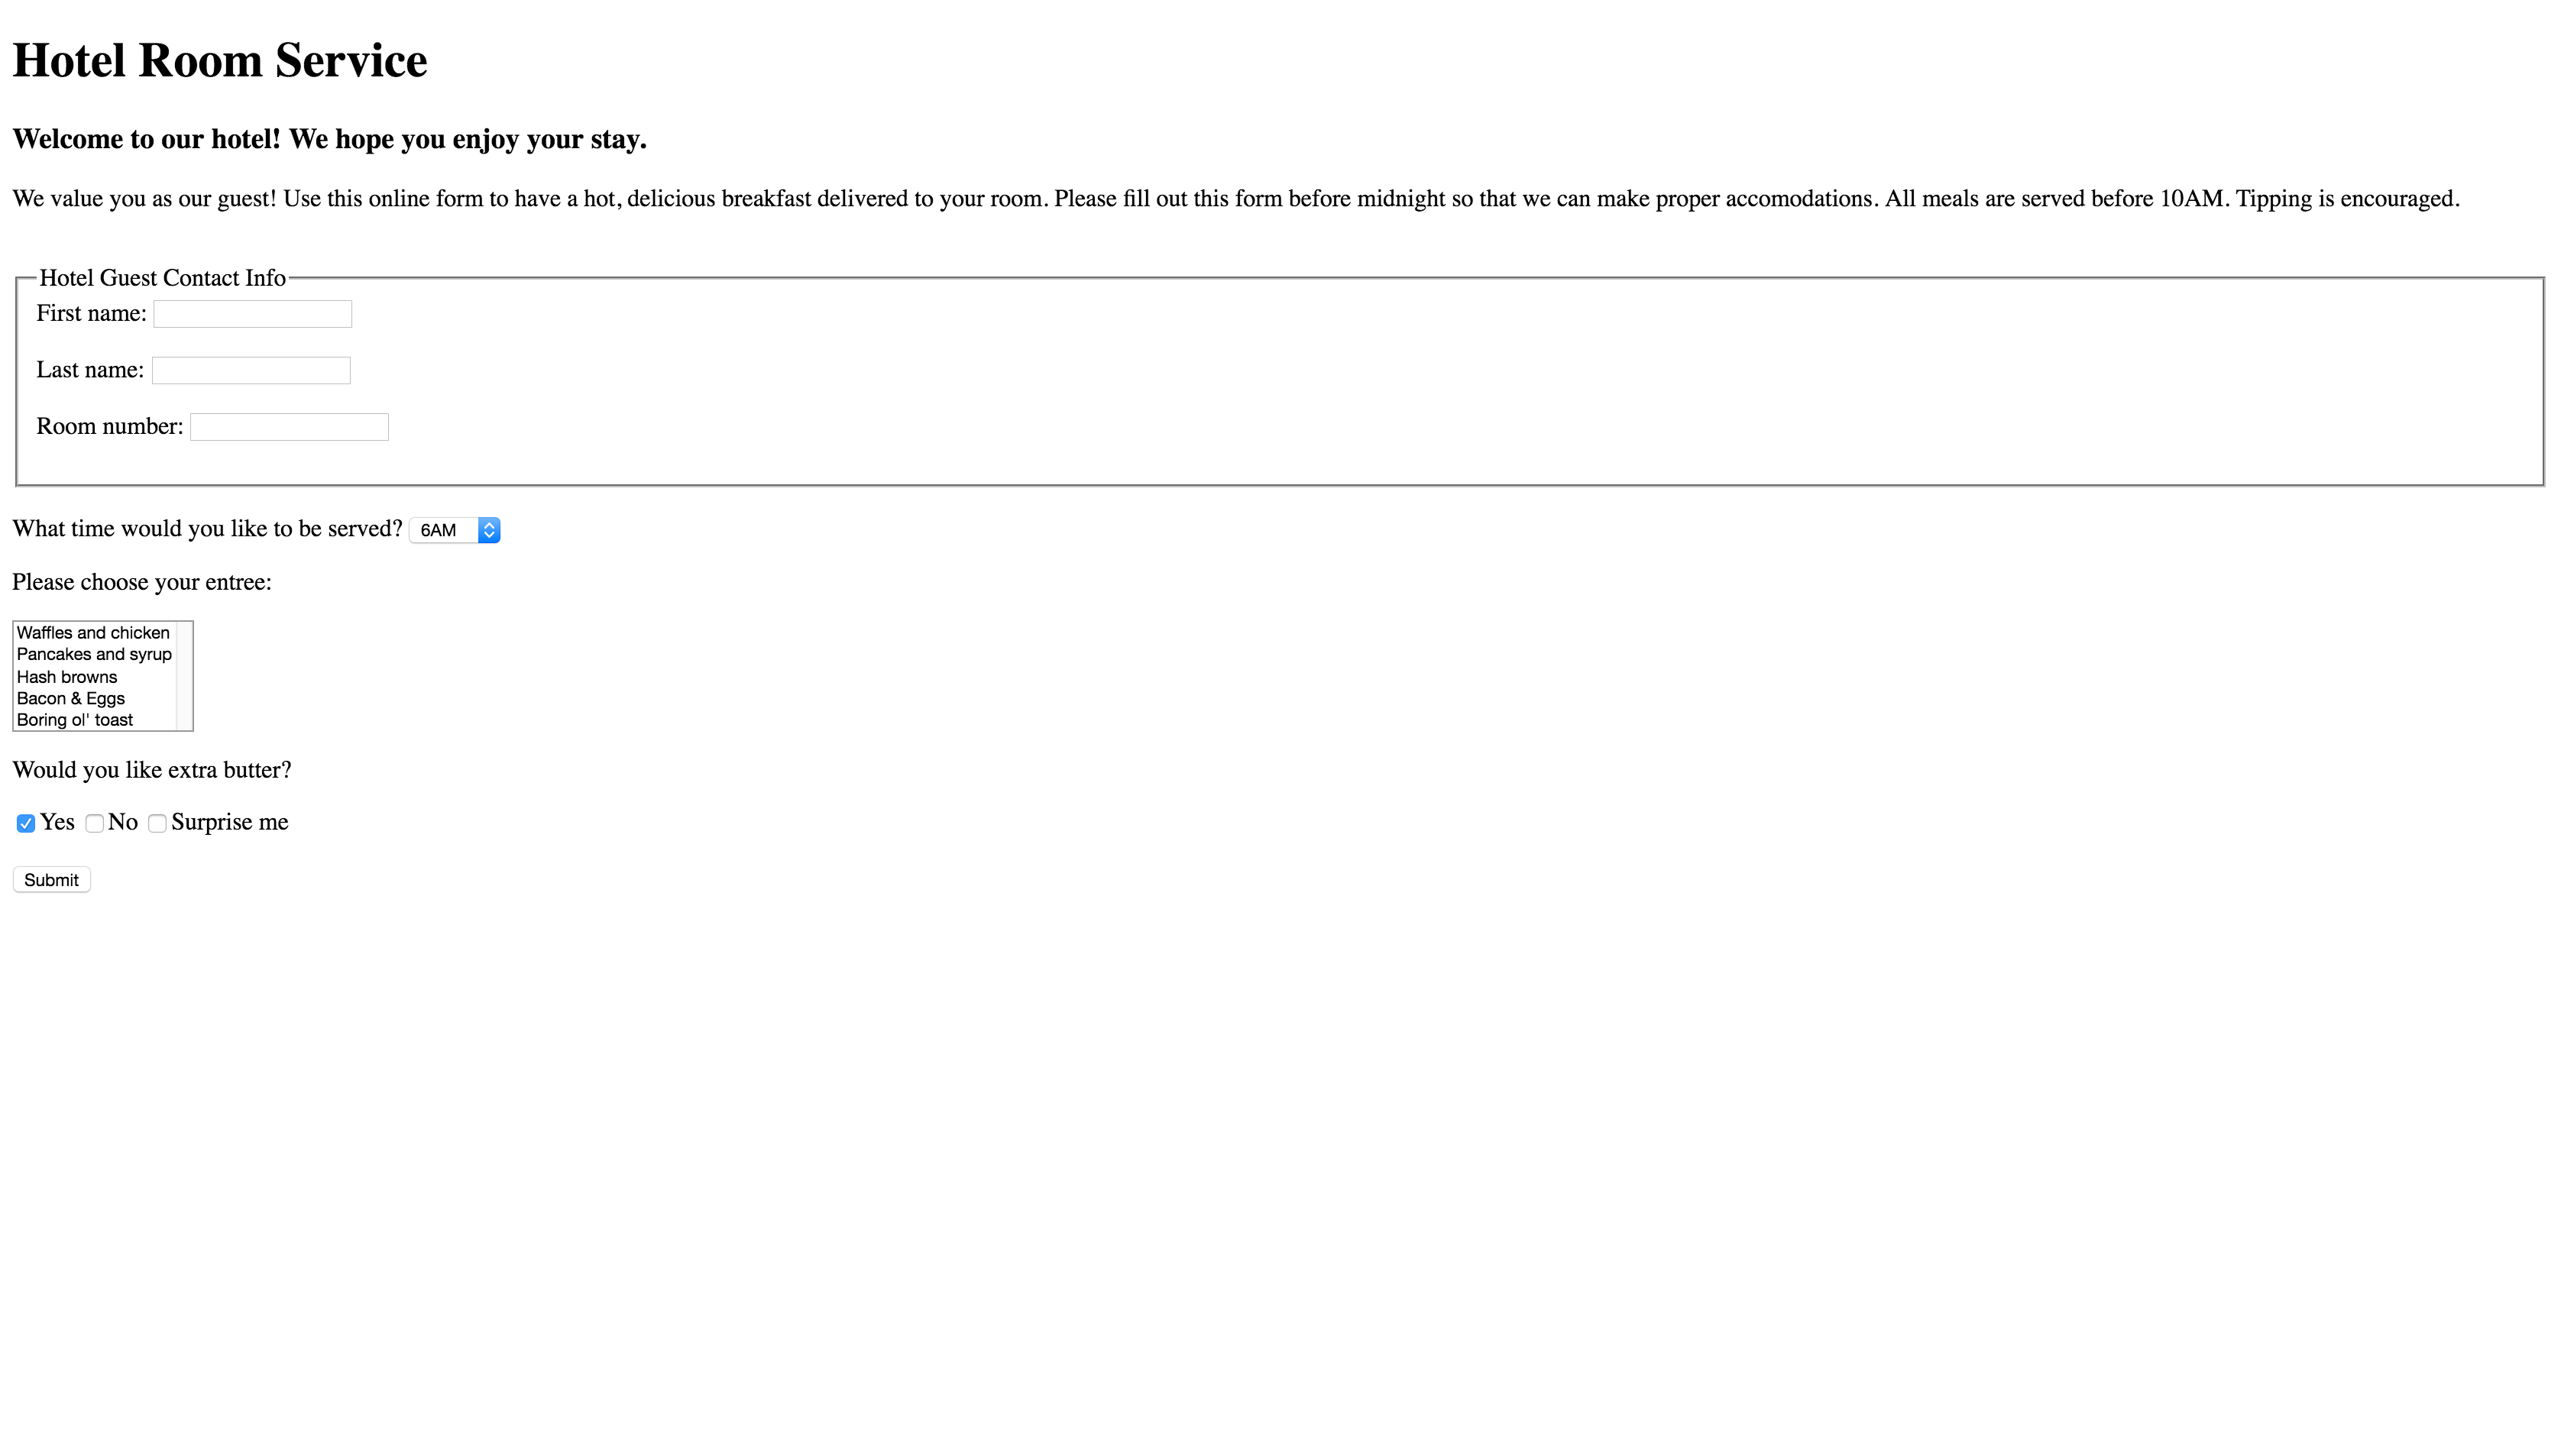 Hotel Room Service
Welcome to our hotel! We hope you enjoy your stay.
We value you as our guest! Use this online form to have a hot, delicious breakfast delivered to your room. Please fill out this form before midnight so that we can make proper accomodations. All meals are served before 10AM. Tipping is encouraged.
Hotel Guest Contact Info
First name:
Last name:
Room number:
What time would you like to be served? 6AM
Please choose your entree:
Waffles and chicken
Pancakes and syrup
Hash browns
Bacon & Eggs
Boring ol' toast
Would you like extra butter?
Yes No Surprise me
Submit